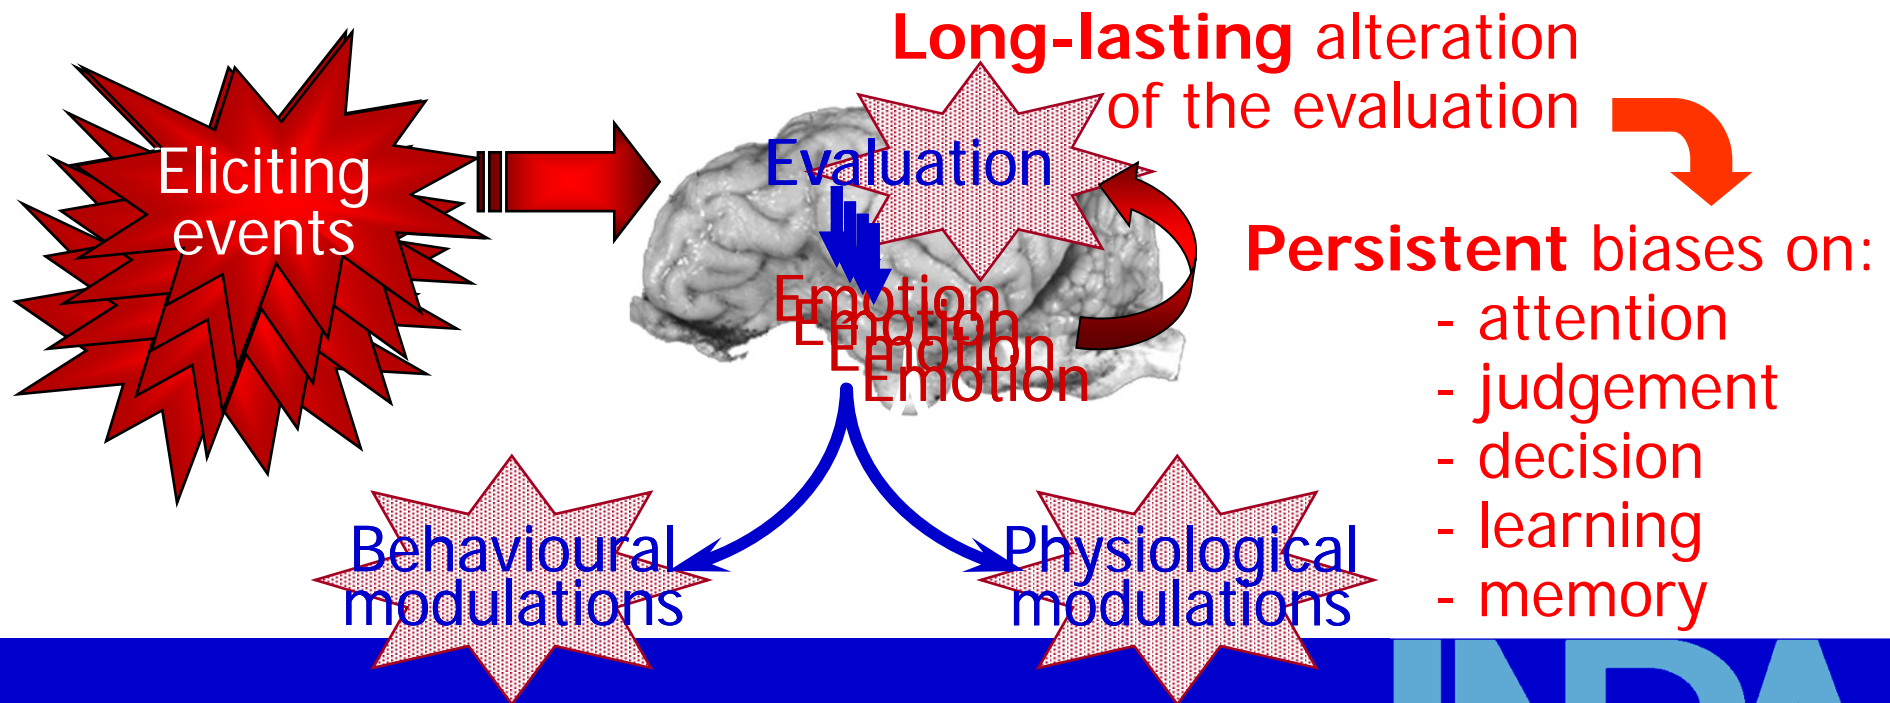 Long-lasting alteration
of the evaluation
Eliciting
events
Evaluation
Emotion
Emotion
Emotion
Emotion
Persistent biases on:
- attention
- judgement
- decision
- learning
- memory
Behavioural
modulations
Physiological
modulations
INRA